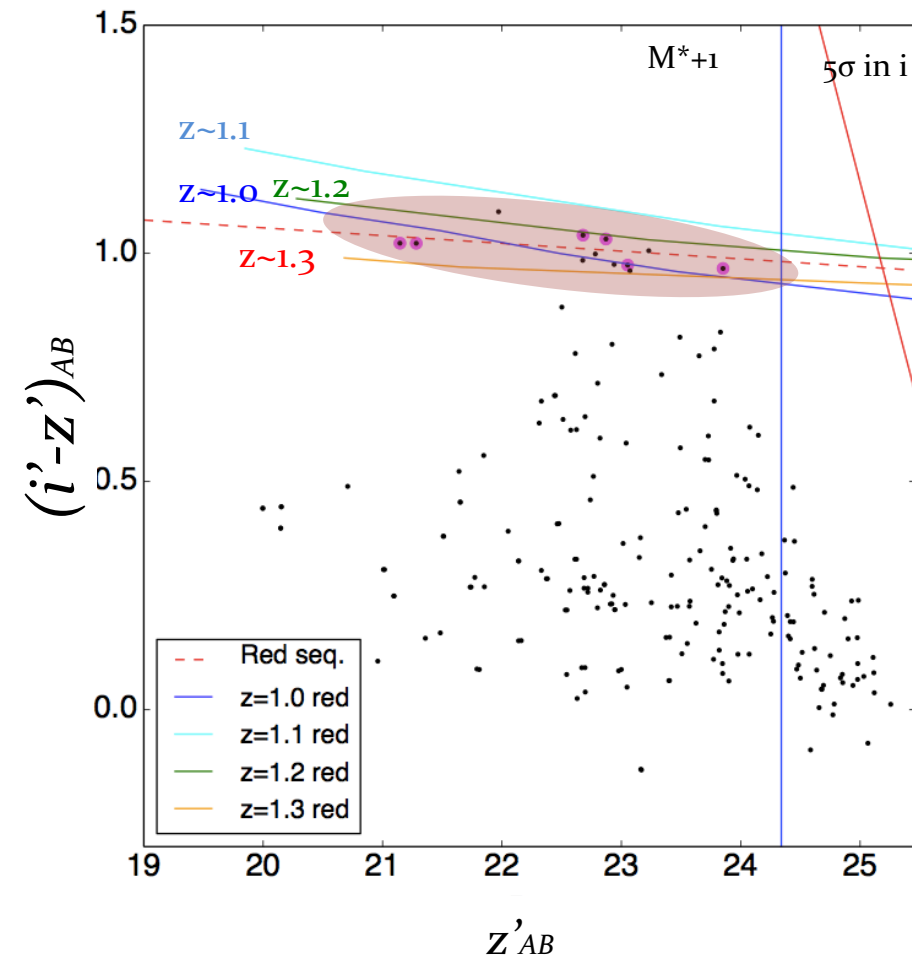 1.5
M*+1
5σ in i
z~1.1
z~1.0 z~1.2
1.0
z~1.3
(i'-z')AB
0.5
Red seq.
z=1.0 red
0.0
z=1.1 red
z=1.2 red
z=1.3 red
19 20 21 22 23 24 25
z'AB